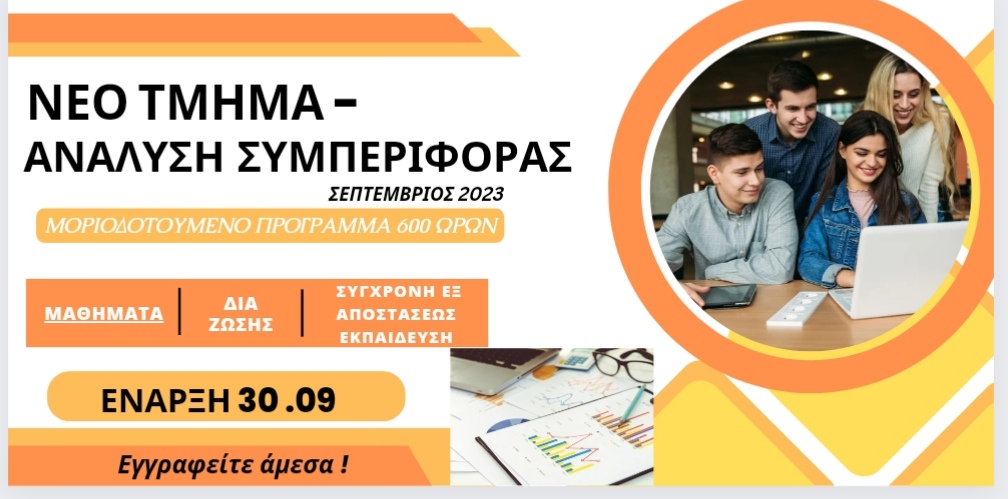 ΝΕΟ ΤΜΗΜΑ –
ΑΝΑΛΥΣΗ ΣΥΜΠΕΡΙΦΟΡΑΣ
ΣΕΠΤΕΜΒΡΙΟΣ 2023
ΜΟΡΙΟΔΟΤΟΥΜΕΝΟ ΠΡΟΓΡΑΜΜΑ 600 ΩΡΩΝ
ΜΑΘΗΜΑΤΑ
ΔΙΑ
ΖΩΣΗΣ
ΣΥΓΧΡΟΝΗ ΕΞ
ΑΠΟΣΤΑΣΕΩΣ
ΕΚΠΑΙΔΕΥΣΗ
ΕΝΑΡΞΗ 30 .09
Εγγραφείτε άμεσα !